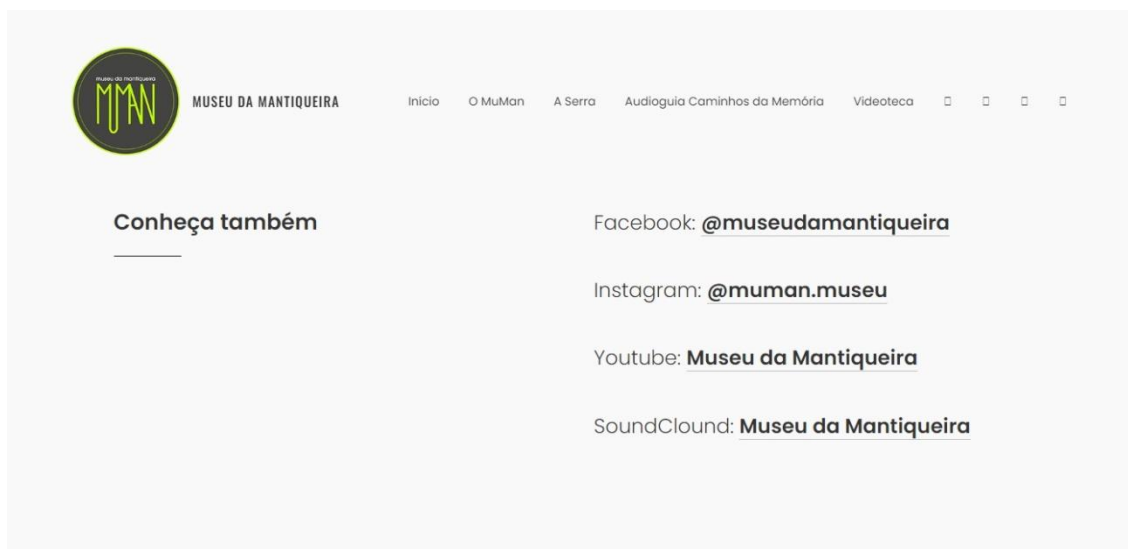 museu da mantiqueira
MUMAN
MUSEU DA MANTIQUEIRA
Início
O MuMan
A Serra
Audioguia Caminhos da Memória
Videoteca
Conheça também
Facebook: @museudamantiqueira
Instagram: @muman.museu
Youtube: Museu da Mantiqueira
SoundClound: Museu da Mantiqueira